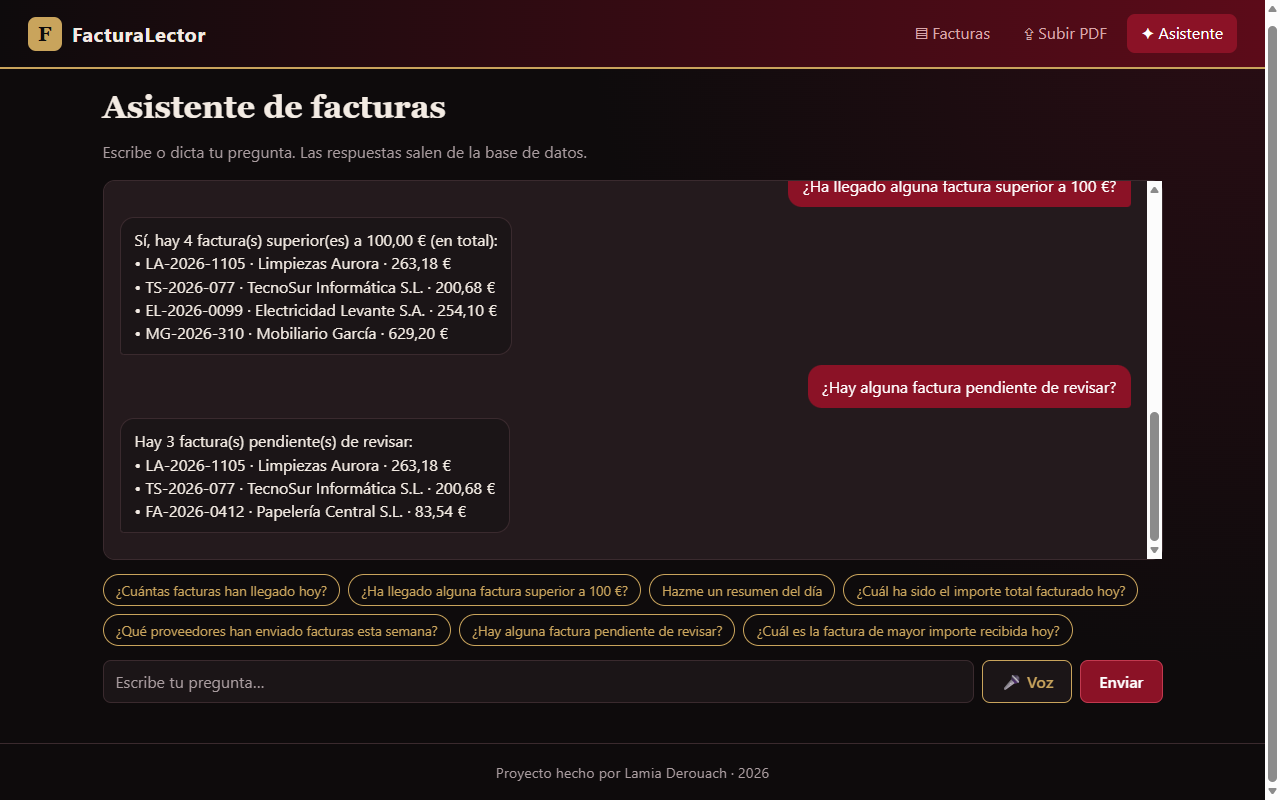 F FacturaLector
Facturas
Subir PDF
Asistente
Asistente de facturas
Escribe o dicta tu pregunta. Las respuestas salen de la base de datos.
¿Ha llegado alguna factura superior a 100 €?
Sí, hay 4 factura(s) superior(es) a 100,00 € (en total):
• LA-2026-1105 · Limpiezas Aurora · 263,18 €
• TS-2026-077 · TecnoSur Informática S.L. · 200,68 €
• EL-2026-0099 · Electricidad Levante S.A. · 254,10 €
• MG-2026-310 · Mobiliario García · 629,20 €
¿Hay alguna factura pendiente de revisar?
Hay 3 factura(s) pendiente(s) de revisar:
• LA-2026-1105 · Limpiezas Aurora · 263,18 €
• TS-2026-077 · TecnoSur Informática S.L. · 200,68 €
• FA-2026-0412 · Papelería Central S.L. · 83,54 €
¿Cuántas facturas han llegado hoy?
¿Ha llegado alguna factura superior a 100 €?
Hazme un resumen del día
¿Cuál ha sido el importe total facturado hoy?
¿Qué proveedores han enviado facturas esta semana?
¿Hay alguna factura pendiente de revisar?
¿Cuál es la factura de mayor importe recibida hoy?
Escribe tu pregunta...
Voz
Enviar
Proyecto hecho por Lamia Derouach · 2026